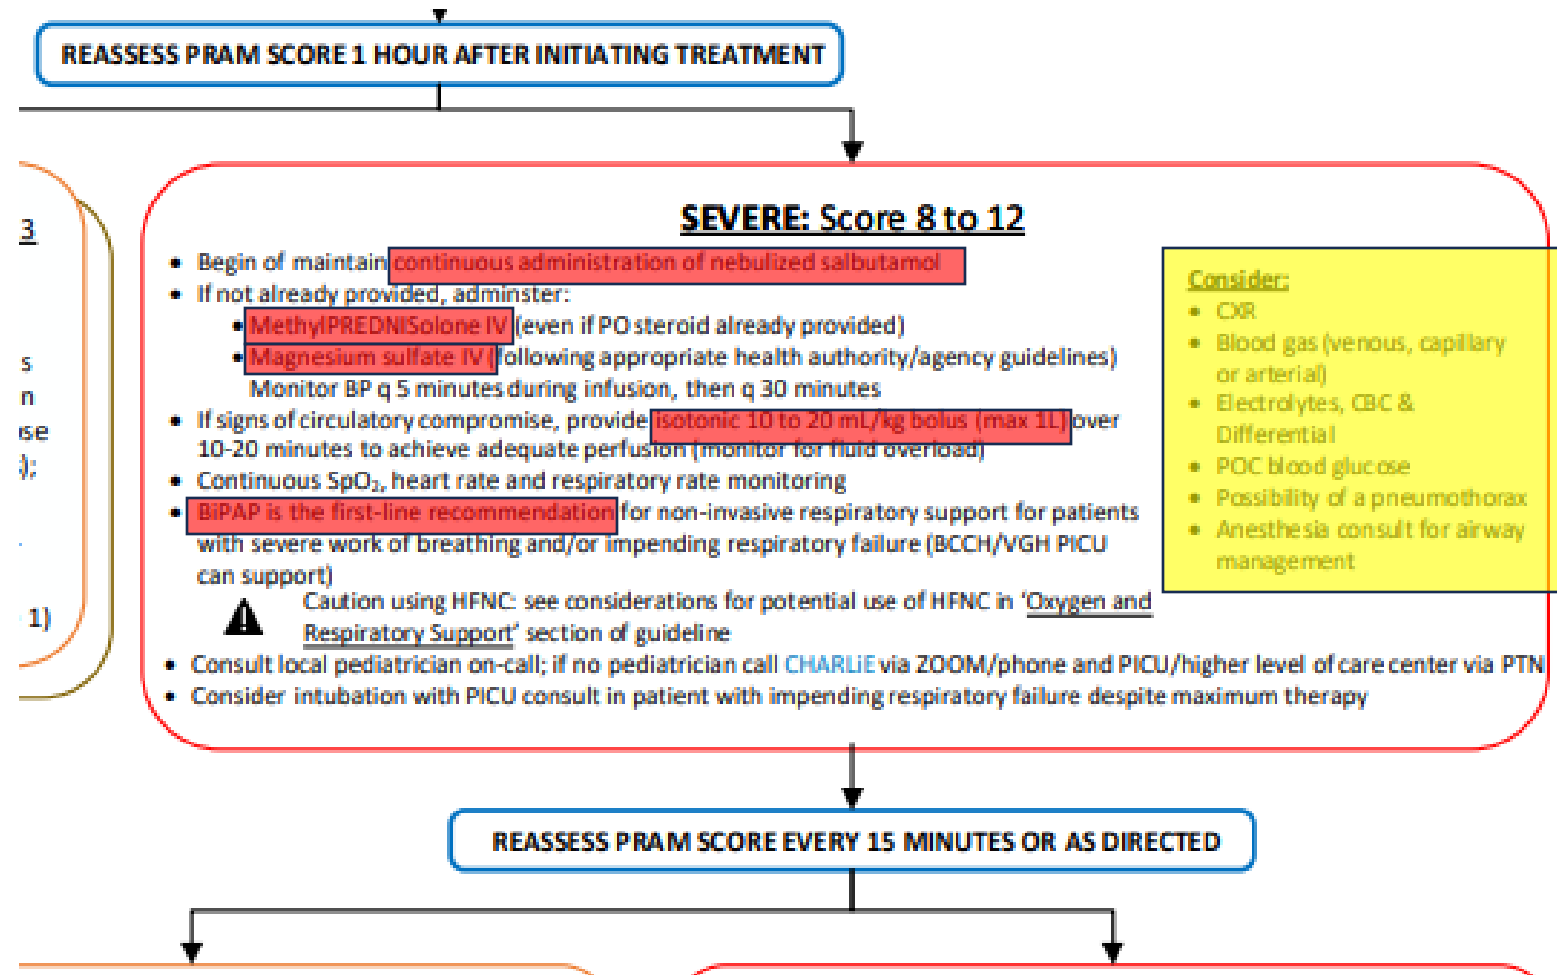 REASSESS PRAM SCORE 1 HOUR AFTER INITIATING TREATMENT
3
s
n
se
);
1)
SEVERE: Score 8 to 12
• Begin of maintain continuous administration of nebulized salbutamol
• If not already provided, adminster:
• MethylPREDNISolone IV (even if PO steroid already provided)
• Magnesium sulfate IV (following appropriate health authority/agency guidelines)
Monitor BP q 5 minutes during infusion, then q 30 minutes
• If signs of circulatory compromise, provide isotonic 10 to 20 mL/kg bolus (max 1L) over
10-20 minutes to achieve adequate perfusion (monitor for fluid overload)
• Continuous SpO₂, heart rate and respiratory rate monitoring
• BiPAP is the first-line recommendation for non-invasive respiratory support for patients
with severe work of breathing and/or impending respiratory failure (BCCH/VGH PICU
can support)
Caution using HFNC: see considerations for potential use of HFNC in ‘Oxygen and
Respiratory Support’ section of guideline
• Consult local pediatrician on-call; if no pediatrician call CHARLiE via ZOOM/phone and PICU/higher level of care center via PTN
• Consider intubation with PICU consult in patient with impending respiratory failure despite maximum therapy
Consider:
• CXR
• Blood gas (venous, capillary
or arterial)
• Electrolytes, CBC &
Differential
• POC blood glucose
• Possibility of a pneumothorax
• Anesthesia consult for airway
management
REASSESS PRAM SCORE EVERY 15 MINUTES OR AS DIRECTED